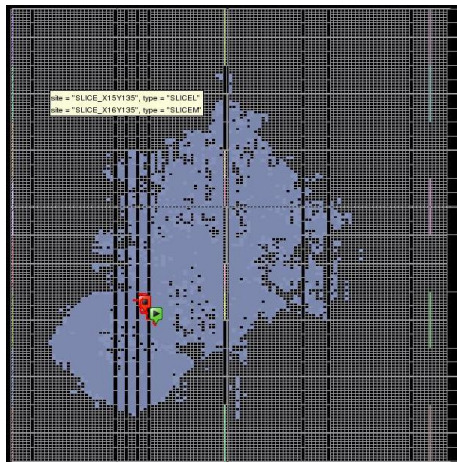 site = "SLICE_X15Y135", type = "SLICEL"
site = "SLICE_X16Y135", type = "SLICEM"